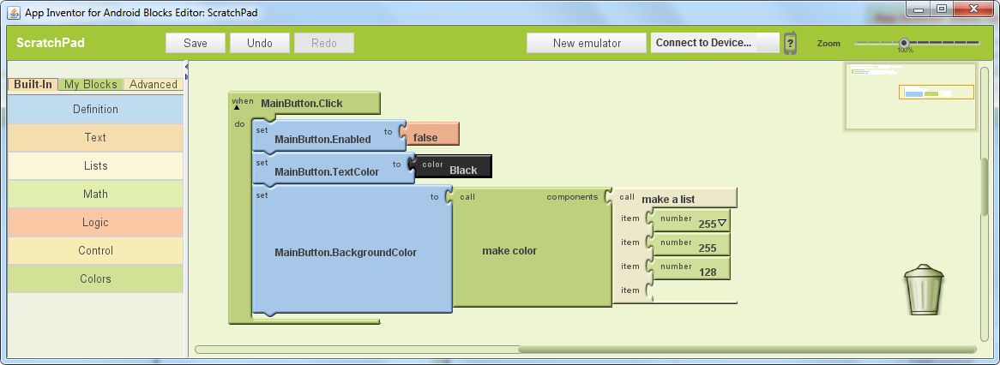 App Inventor for Android Blocks Editor: ScratchPad
ScratchPad Save Undo Redo New emulator Connect to Device... ? Zoom 100%
Built-In My Blocks Advanced
Definition
Text
Lists
Math
Logic
Control
Colors
when MainButton.Click
do
set MainButton.Enabled to false
set MainButton.TextColor to color Black
set MainButton.BackgroundColor to call make color components call make a list
item number 255
item number 255
item number 128
item